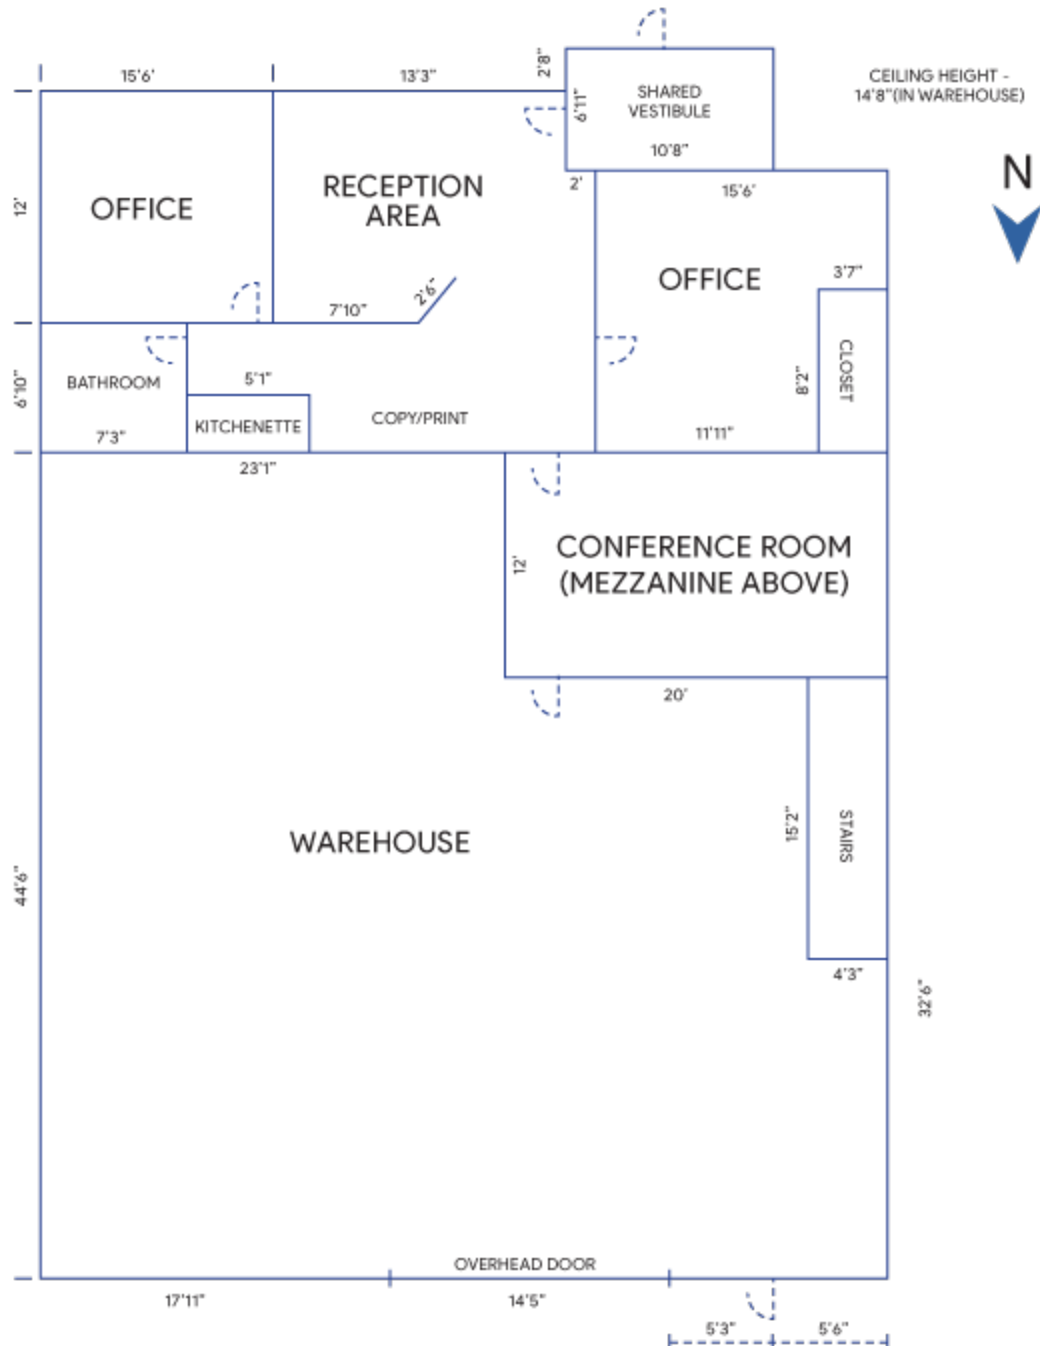 15'6'
13'3"
2'8"
SHARED
VESTIBULE
6'11"
10'8"
CEILING HEIGHT -
14'8"(IN WAREHOUSE)
N
12'
OFFICE
RECEPTION
AREA
2'
15'6'
OFFICE
3'7"
7'10"
2'6"
6'10"
BATHROOM
7'3"
5'1"
KITCHENETTE
COPY/PRINT
8'2"
CLOSET
11'11"
23'1"
12'
CONFERENCE ROOM
(MEZZANINE ABOVE)
20'
WAREHOUSE
15'2"
STAIRS
4'3"
44'6"
32'6"
OVERHEAD DOOR
17'11"
14'5"
5'3"
5'6"